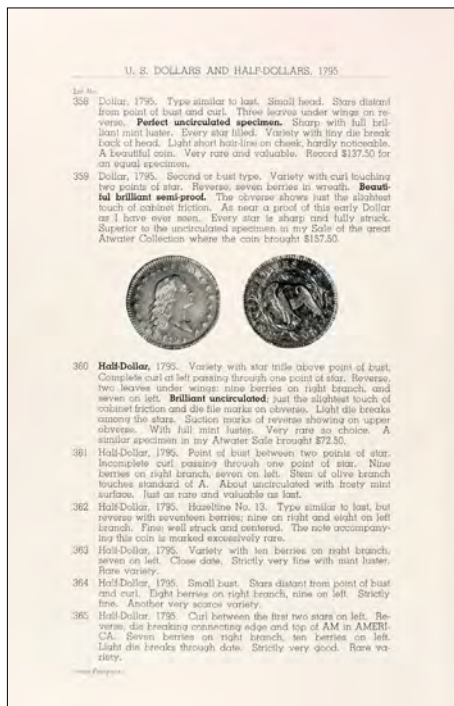 U. S. DOLLARS AND HALF-DOLLARS, 1795
Lot No.
358 Dollar, 1795. Type similar to last. Small head. Stars distant
from point of bust and curl. Three leaves under wings on re-
verse. Perfect uncirculated specimen. Sharp with full bril-
liant mint luster. Every star filled. Variety with tiny die break
back of head. Light short hair-line on cheek, hardly noticeable.
A beautiful coin. Very rare and valuable. Record $137.50 for
an equal specimen.
359 Dollar, 1795. Second or bust type. Variety with curl touching
two points of star. Reverse, seven berries in wreath. Beauti-
ful brilliant semi-proof. The obverse shows just the slightest
touch of cabinet friction. As near a proof of this early Dollar
as I have ever seen. Every star is sharp and fully struck.
Superior to the uncirculated specimen in my Sale of the great
Atwater Collection where the coin brought $157.50.
360 Half-Dollar, 1795. Variety with star trifle above point of bust.
Complete curl at left passing through one point of star. Reverse,
two leaves under wings; nine berries on right branch, and
seven on left. Brilliant uncirculated; just the slightest touch of
cabinet friction and die file marks on obverse. Light die breaks
among the stars. Suction marks of reverse showing on upper
obverse. With full mint luster. Very rare so choice. A
similar specimen in my Atwater Sale brought $72.50.
361 Half-Dollar, 1795. Point of bust between two points of star.
Incomplete curl passing through one point of star. Nine
berries on right branch, seven on left. Stem of olive branch
touches standard of A. About uncirculated with frosty mint
surface. Just as rare and valuable as last.
362 Half-Dollar, 1795. Hazeltine No. 13. Type similar to last, but
reverse with seventeen berries; nine on right and eight on left
branch. Fine; well struck and centered. The note accompany-
ing this coin is marked excessively rare.
363 Half-Dollar, 1795. Variety with ten berries on right branch,
seven on left. Close date. Strictly very fine with mint luster.
Rare variety.
364 Half-Dollar, 1795. Small bust. Stars distant from point of bust
and curl. Eight berries on right branch, nine on left. Strictly
fine. Another very scarce variety.
365 Half-Dollar, 1795. Curl between the first two stars on left. Re-
verse, die breaking connecting edge and top of AM in AMERI-
CA. Seven berries on right branch, ten berries on left.
Light die breaks through date. Strictly very good. Rare va-
riety.